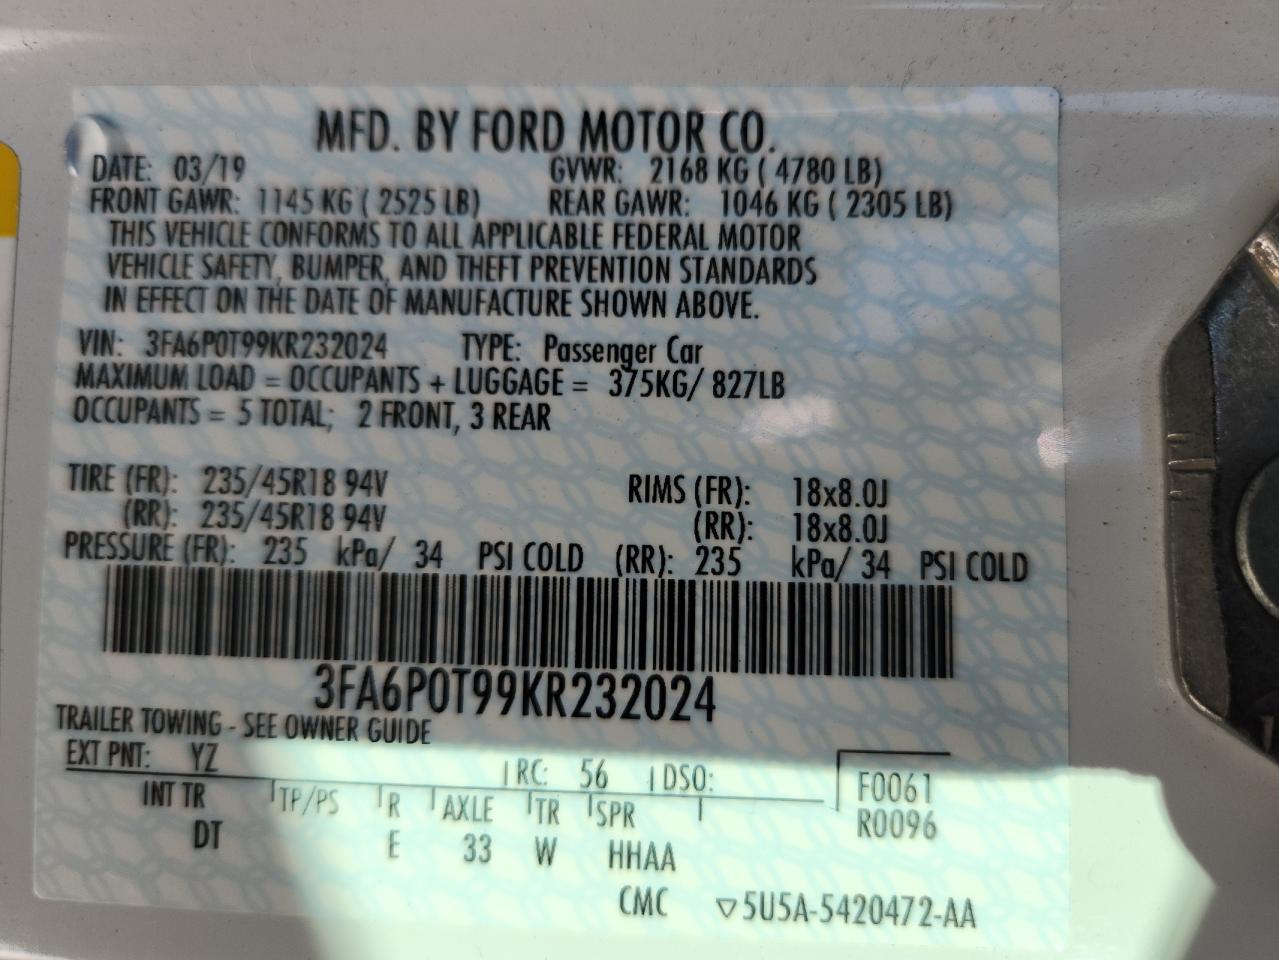 MFD. BY FORD MOTOR CO.
DATE: 03/19 GVWR: 2168 KG ( 4780 LB)
FRONT GAWR: 1145 KG ( 2525 LB) REAR GAWR: 1046 KG ( 2305 LB)
THIS VEHICLE CONFORMS TO ALL APPLICABLE FEDERAL MOTOR
VEHICLE SAFETY, BUMPER, AND THEFT PREVENTION STANDARDS
IN EFFECT ON THE DATE OF MANUFACTURE SHOWN ABOVE.
VIN: 3FA6P0T99KR232024 TYPE: Passenger Car
MAXIMUM LOAD = OCCUPANTS + LUGGAGE = 375KG/ 827LB
OCCUPANTS = 5 TOTAL; 2 FRONT, 3 REAR
TIRE (FR): 235/45R18 94V RIMS (FR): 18x8.0J
(RR): 235/45R18 94V (RR): 18x8.0J
PRESSURE (FR): 235 kPa/ 34 PSI COLD (RR): 235 kPa/ 34 PSI COLD
3FA6P0T99KR232024
TRAILER TOWING - SEE OWNER GUIDE
EXT PNT: YZ RC: 56 DSO: F0061
INT TR TP/PS R AXLE TR SPR R0096
DT E 33 W HHAA
CMC ▽5U5A-5420472-AA